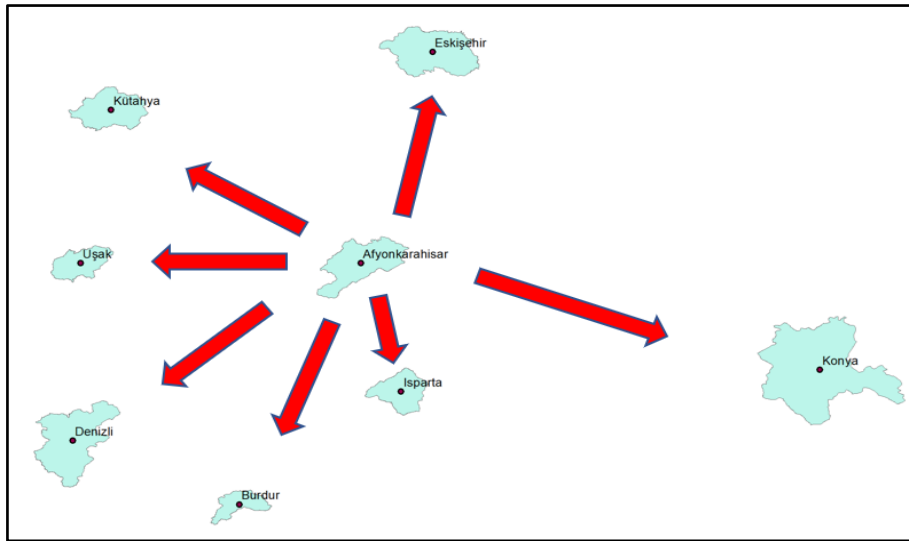 Eskişehir
Kütahya
Uşak
Afyonkarahisar
Konya
Isparta
Denizli
Burdur